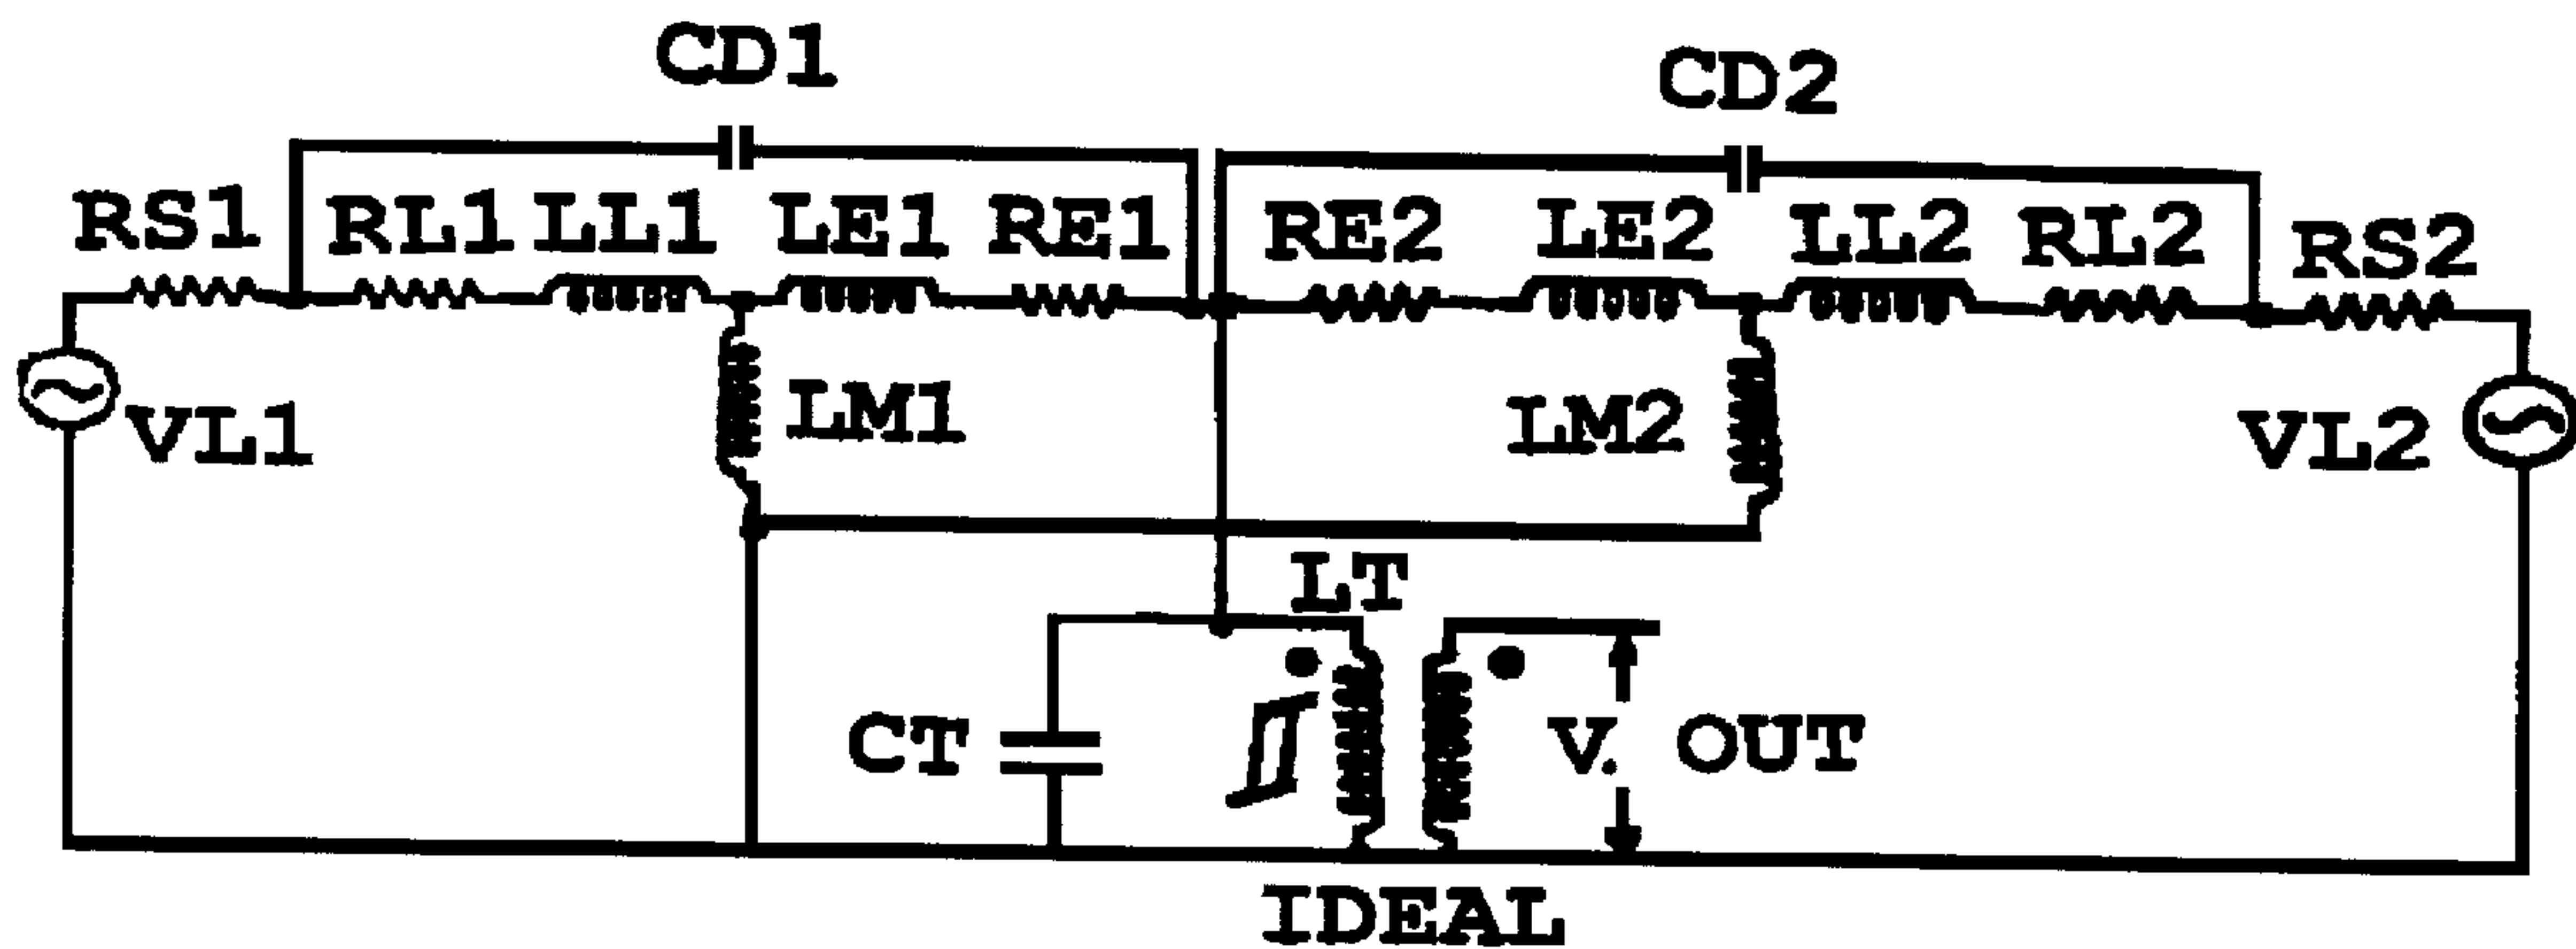 CD1
CD2
RS1
RL1
LL1
LE1
RE1
RE2
LE2
LL2
RL2
RS2
VL1
LM1
LM2
VL2
LT
CT
V. OUT
IDEAL